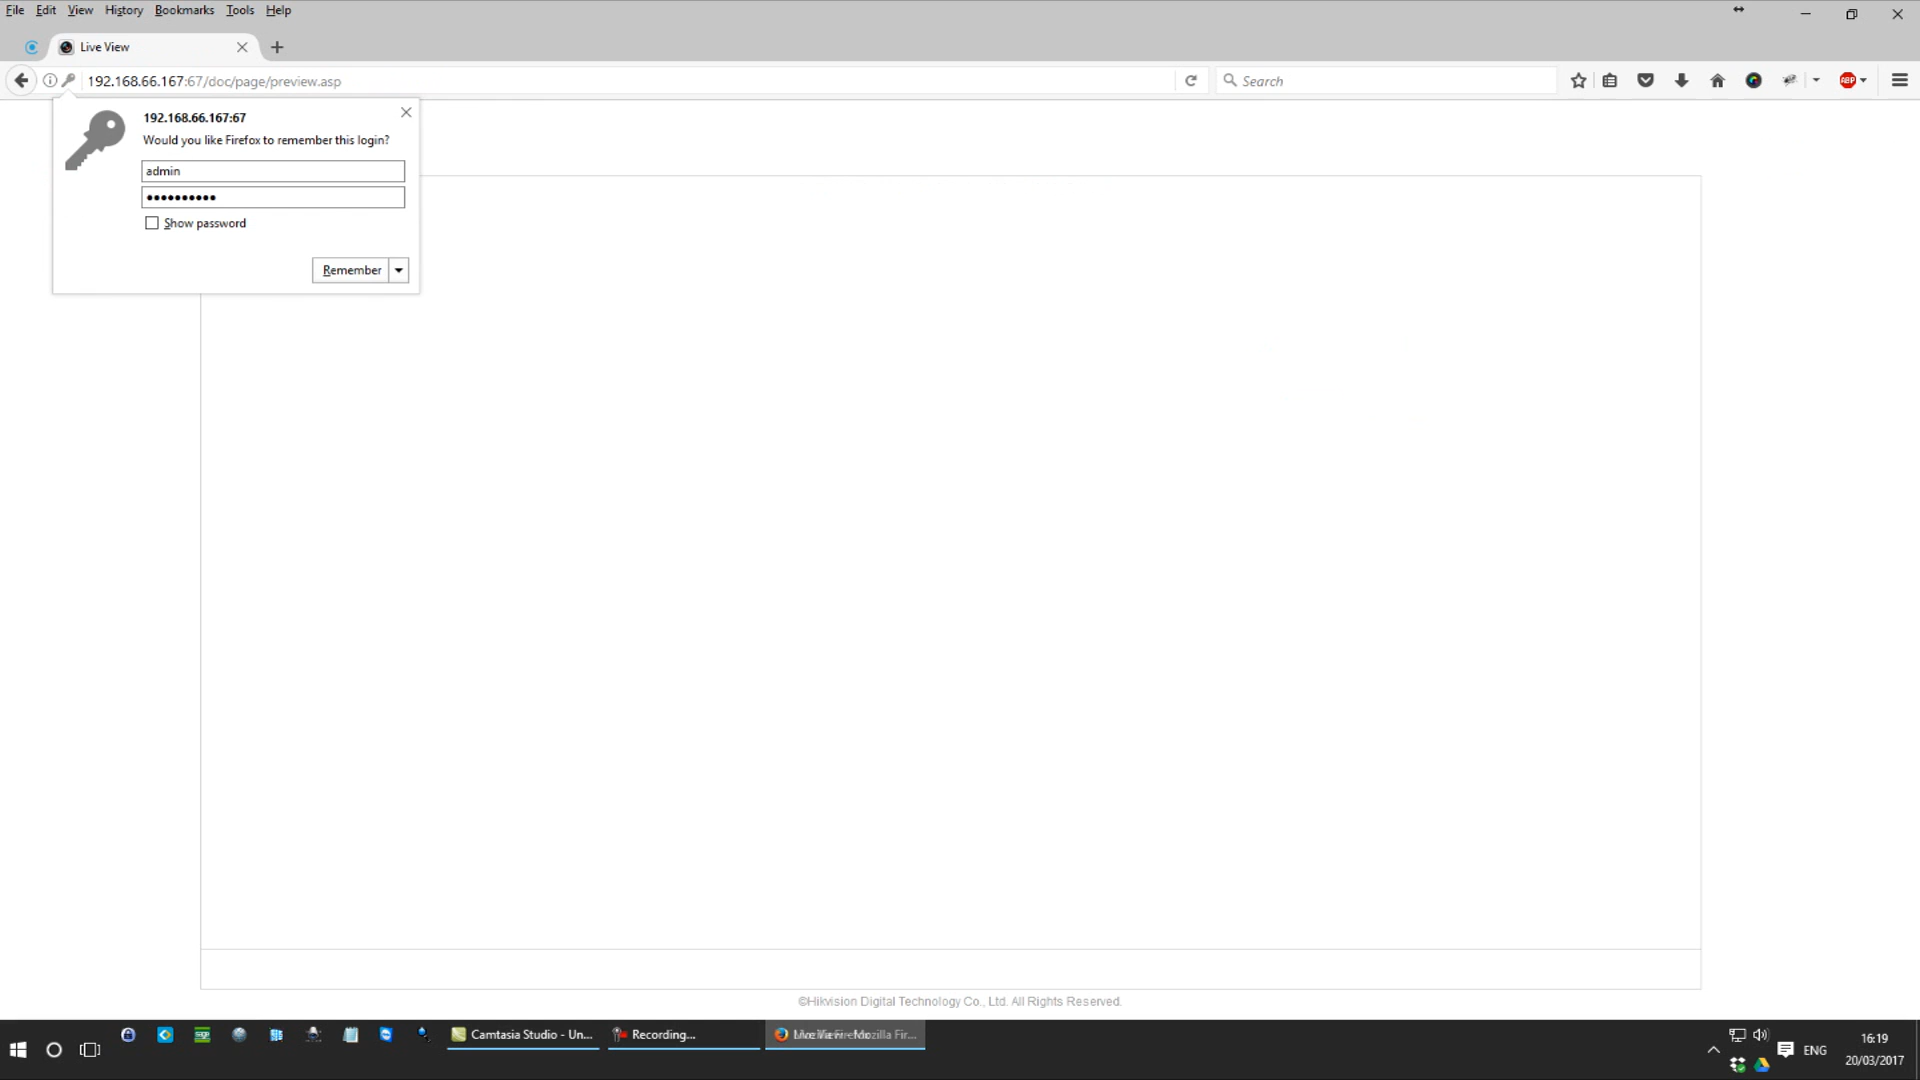 File Edit View History Bookmarks Tools Help
Live View
192.168.66.167:67/doc/page/preview.asp
Search
ABP
192.168.66.167:67
Would you like Firefox to remember this login?
admin
••••••••••
Show password
Remember
©Hikvision Digital Technology Co., Ltd. All Rights Reserved.
Camtasia Studio - Un...
Recording...
ENG
16:19
20/03/2017